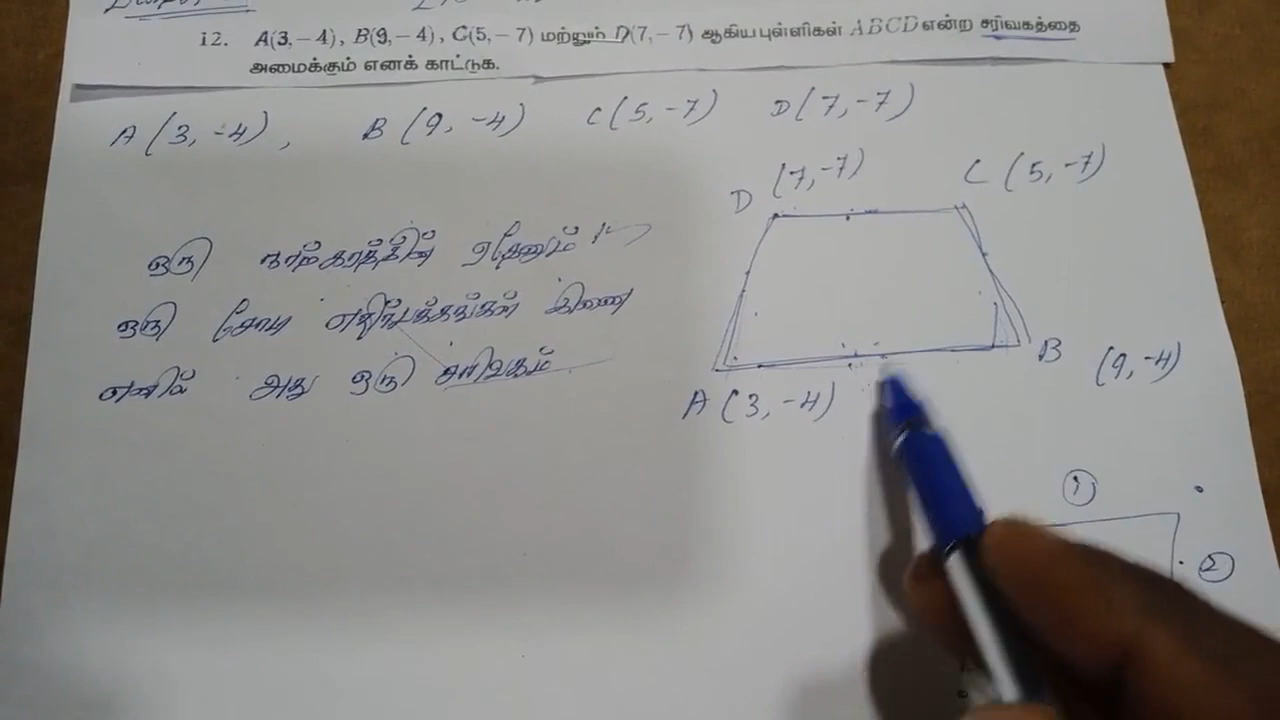 12. A(3,−4), B(9,−4), C(5,−7) மற்றும் D(7,−7) ஆகிய புள்ளிகள் ABCD என்ற சரிவகத்தை
அமைக்கும் எனக் காட்டுக.
A (3, -4), B (9, -4) C (5, -7) D (7, -7)
D (7, -7) C (5, -7)
ஒரு நாற்கரத்தின் ஏதேனும்
ஒரு சோடி எதிர்பக்கங்கள் இணை
எனில் அது ஒரு சரிவகம்
B (9, -4)
A (3, -4)
①
②